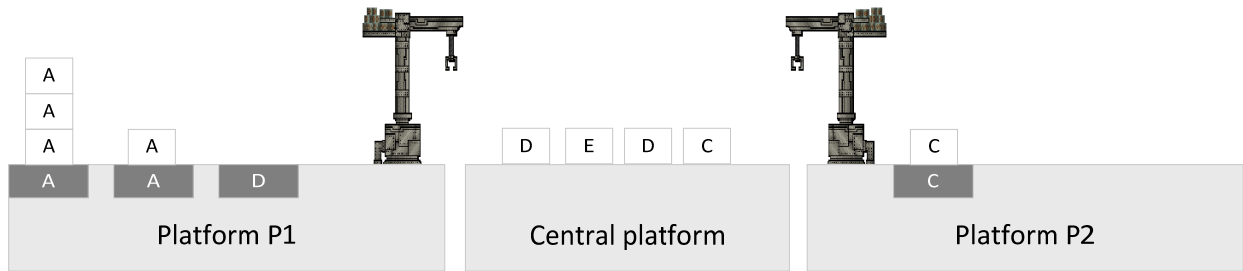 A
A
A A D E D C C
A A D C
Platform P1 Central platform Platform P2